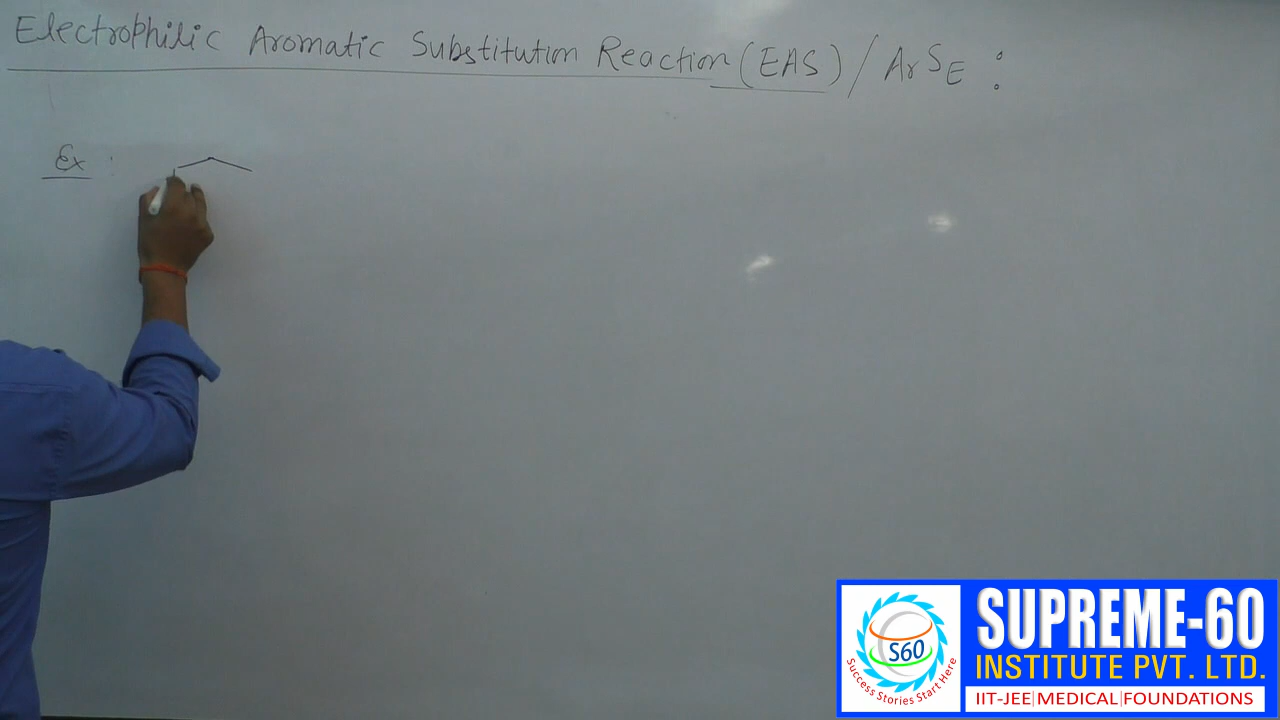 Electrophilic Aromatic Substitution Reaction (EAS) / ArSE :
Ex :
S60
Success Stories Start Here
SUPREME-60
INSTITUTE PVT. LTD.
IIT-JEE|MEDICAL|FOUNDATIONS